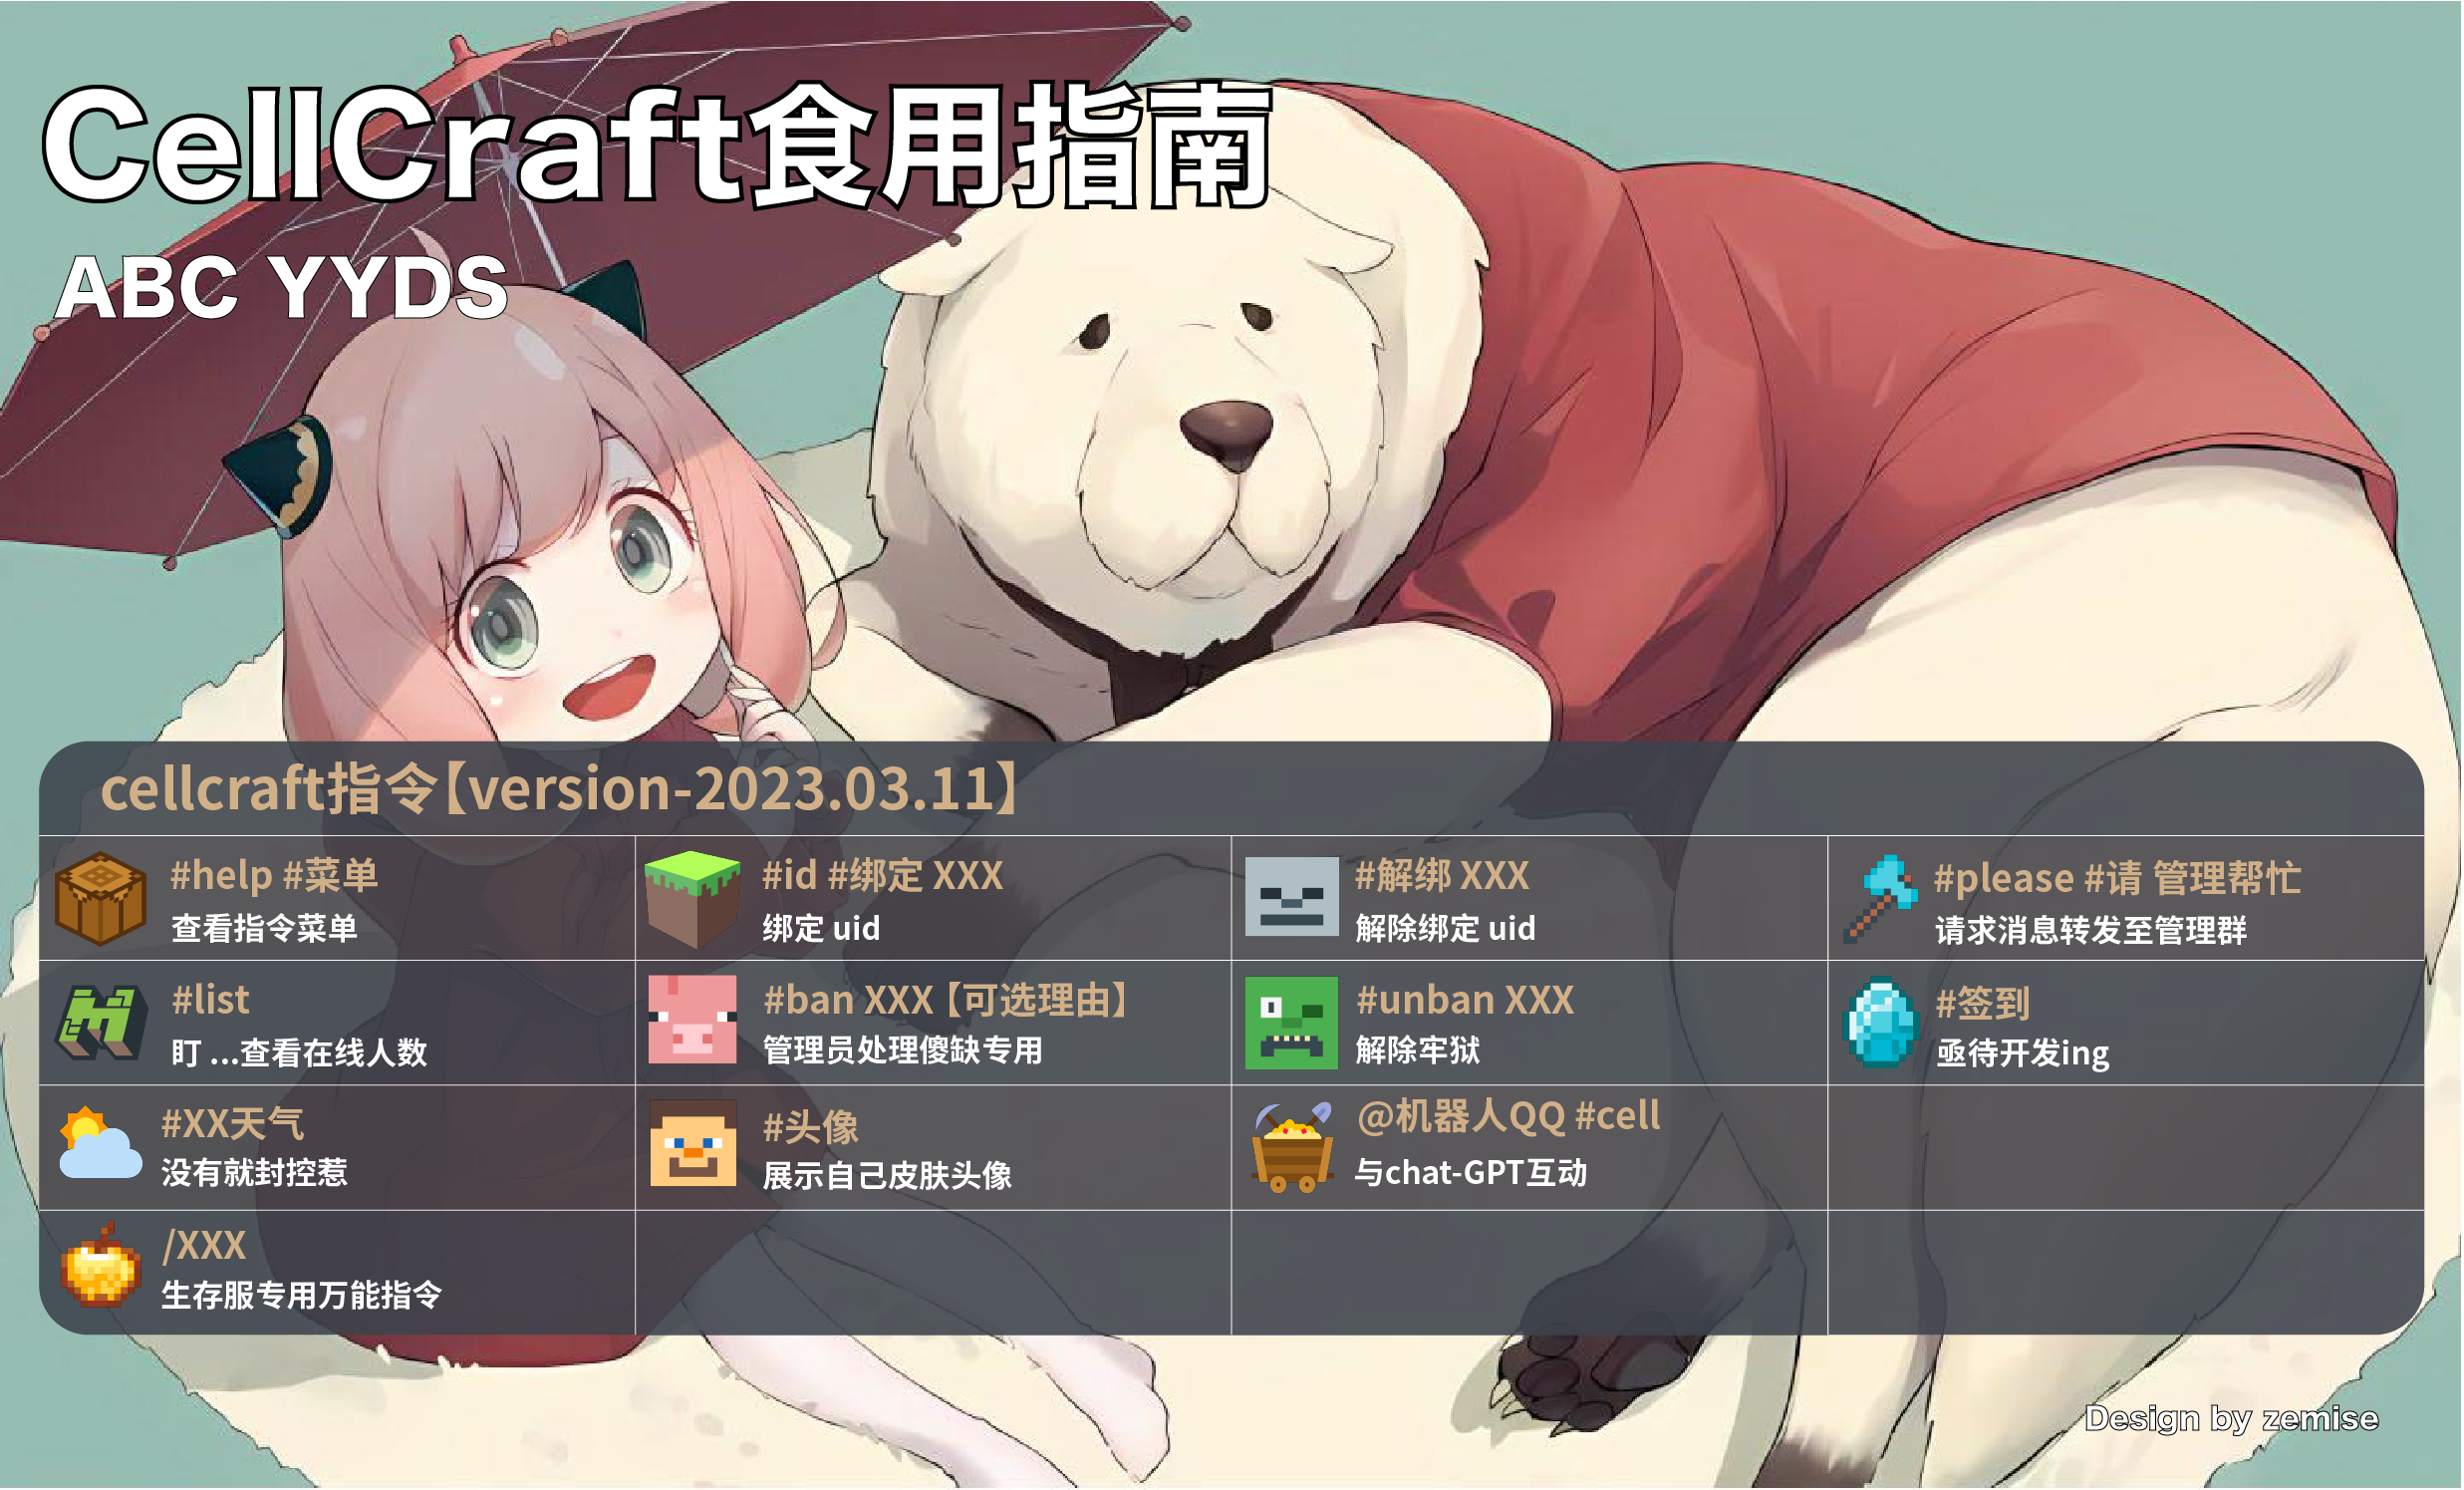 CellCraft食用指南
ABC YYDS
cellcraft指令【version-2023.03.11】
#help #菜单
查看指令菜单
#id #绑定 XXX
绑定 uid
#解绑 XXX
解除绑定 uid
#please #请 管理帮忙
请求消息转发至管理群
#list
盯 ...查看在线人数
#ban XXX【可选理由】
管理员处理傻缺专用
#unban XXX
解除牢狱
#签到
亟待开发ing
#XX天气
没有就封控惹
#头像
展示自己皮肤头像
@机器人QQ #cell
与chat-GPT互动
/XXX
生存服专用万能指令
Design by zemise